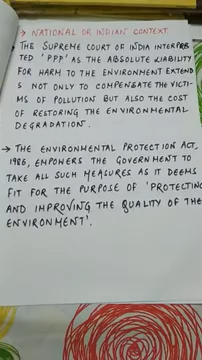 → NATIONAL OR INDIAN CONTEXT
→ THE SUPREME COURT OF INDIA INTERPRE
TED 'PPP' AS THE ABSOLUTE LIABILITY
FOR HARM TO THE ENVIRONMENT EXTEND
S NOT ONLY TO COMPENSATE THE VICTI-
MS OF POLLUTION BUT ALSO THE COST
OF RESTORING THE ENVIRONMENTAL
DEGRADATION.
→ THE ENVIRONMENTAL PROTECTION ACT,
1986, EMPOWERS THE GOVERNMENT TO
TAKE ALL SUCH MEASURES AS IT DEEMS
FIT FOR THE PURPOSE OF 'PROTECTING
AND IMPROVING THE QUALITY OF THE
ENVIRONMENT'.